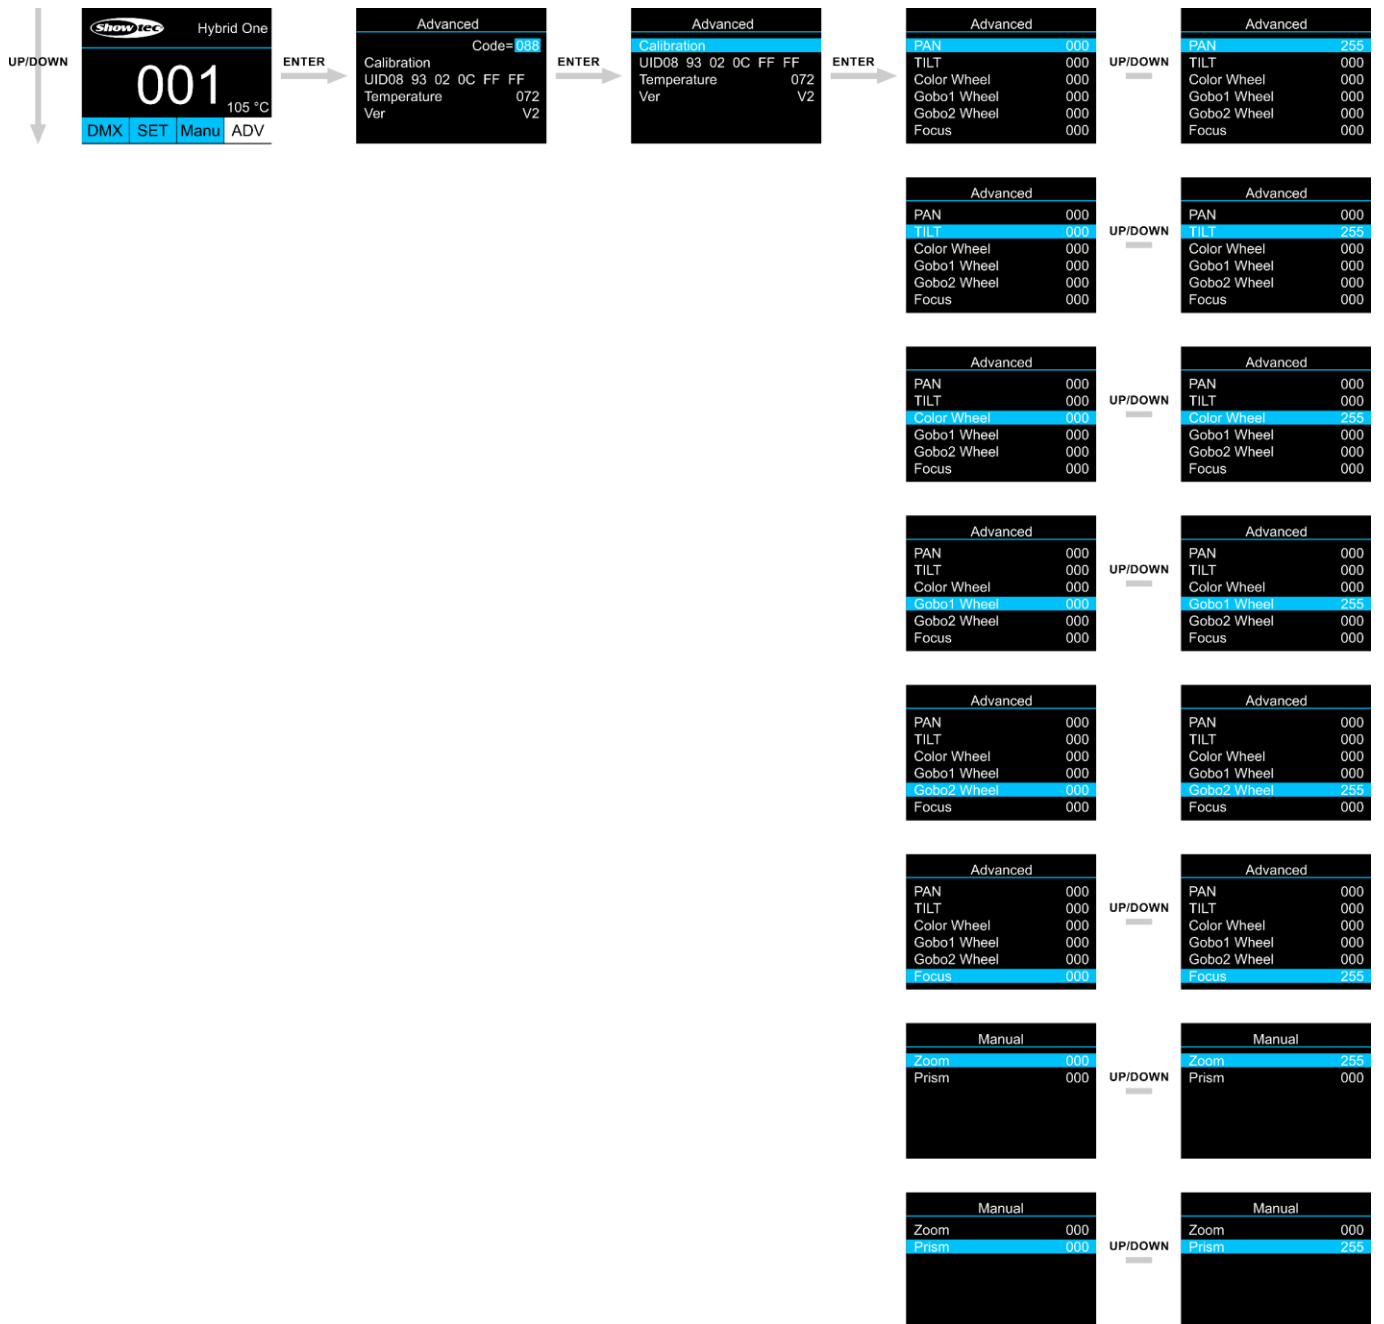 Showtec Hybrid One
UP/DOWN
001
105 °C
DMX SET Manu ADV
ENTER
Advanced
Code=088
Calibration
UID08 93 02 0C FF FF
Temperature 072
Ver V2
ENTER
Advanced
Calibration
UID08 93 02 0C FF FF
Temperature 072
Ver V2
ENTER
Advanced
PAN 000
TILT 000
Color Wheel 000
Gobo1 Wheel 000
Gobo2 Wheel 000
Focus 000
UP/DOWN
Advanced
PAN 255
TILT 000
Color Wheel 000
Gobo1 Wheel 000
Gobo2 Wheel 000
Focus 000
Advanced
PAN 000
TILT 000
Color Wheel 000
Gobo1 Wheel 000
Gobo2 Wheel 000
Focus 000
UP/DOWN
Advanced
PAN 000
TILT 255
Color Wheel 000
Gobo1 Wheel 000
Gobo2 Wheel 000
Focus 000
Advanced
PAN 000
TILT 000
Color Wheel 000
Gobo1 Wheel 000
Gobo2 Wheel 000
Focus 000
UP/DOWN
Advanced
PAN 000
TILT 000
Color Wheel 255
Gobo1 Wheel 000
Gobo2 Wheel 000
Focus 000
Advanced
PAN 000
TILT 000
Color Wheel 000
Gobo1 Wheel 000
Gobo2 Wheel 000
Focus 000
UP/DOWN
Advanced
PAN 000
TILT 000
Color Wheel 000
Gobo1 Wheel 255
Gobo2 Wheel 000
Focus 000
Advanced
PAN 000
TILT 000
Color Wheel 000
Gobo1 Wheel 000
Gobo2 Wheel 000
Focus 000
Advanced
PAN 000
TILT 000
Color Wheel 000
Gobo1 Wheel 000
Gobo2 Wheel 255
Focus 000
Advanced
PAN 000
TILT 000
Color Wheel 000
Gobo1 Wheel 000
Gobo2 Wheel 000
Focus 000
UP/DOWN
Advanced
PAN 000
TILT 000
Color Wheel 000
Gobo1 Wheel 000
Gobo2 Wheel 000
Focus 255
Manual
Zoom 000
Prism 000
UP/DOWN
Manual
Zoom 255
Prism 000
Manual
Zoom 000
Prism 000
UP/DOWN
Manual
Zoom 000
Prism 255